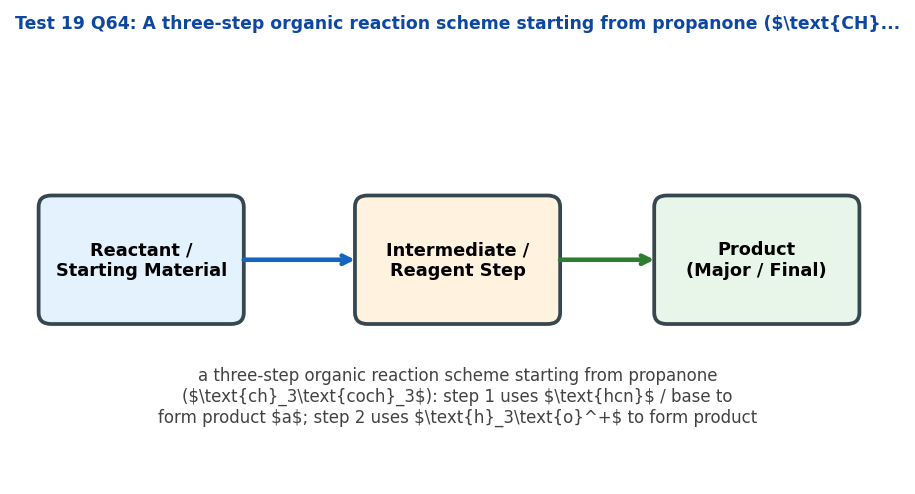 Test 19 Q64: A three-step organic reaction scheme starting from propanone ($\text{CH}...
Reactant /
Starting Material
Intermediate /
Reagent Step
Product
(Major / Final)
a three-step organic reaction scheme starting from propanone
($\text{ch}_3\text{coch}_3$): step 1 uses $\text{hcn}$ / base to
form product $a$; step 2 uses $\text{h}_3\text{o}^+$ to form product